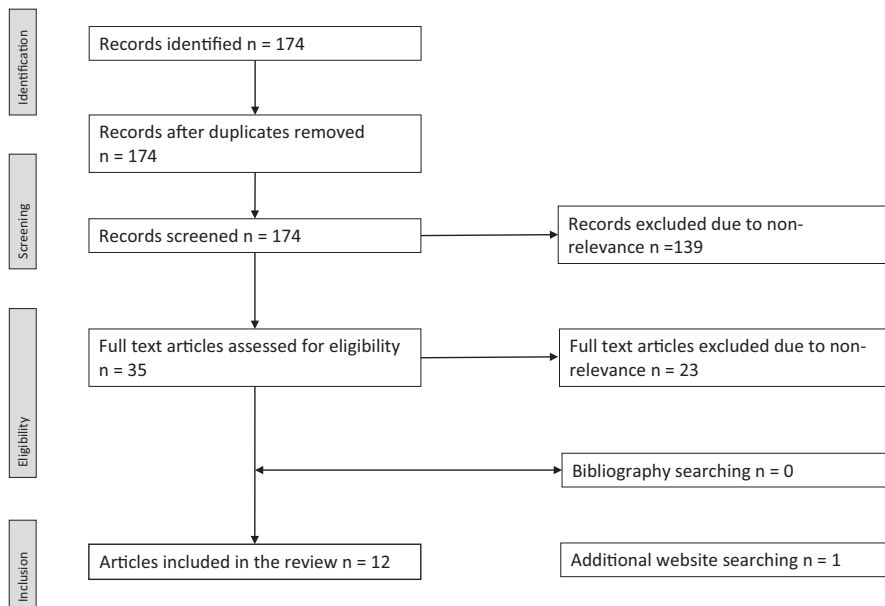 Identification
Records identified n = 174
Records after duplicates removed
n = 174
Screening
Records screened n = 174
Records excluded due to non-
relevance n =139
Eligibility
Full text articles assessed for eligibility
n = 35
Full text articles excluded due to non-
relevance n = 23
Bibliography searching n = 0
Inclusion
Articles included in the review n = 12
Additional website searching n = 1